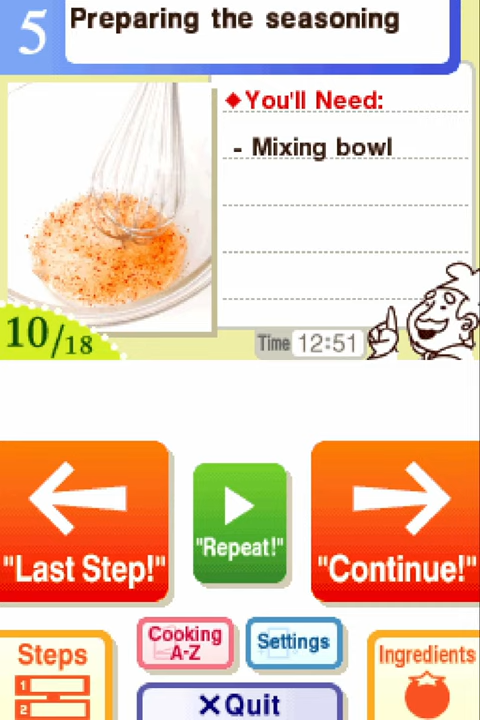 5 Preparing the seasoning
◆You'll Need:
- Mixing bowl
10/18
Time 12:51
"Last Step!"
"Repeat!"
"Continue!"
Steps
1
2
Cooking A-Z
Settings
Ingredients
×Quit